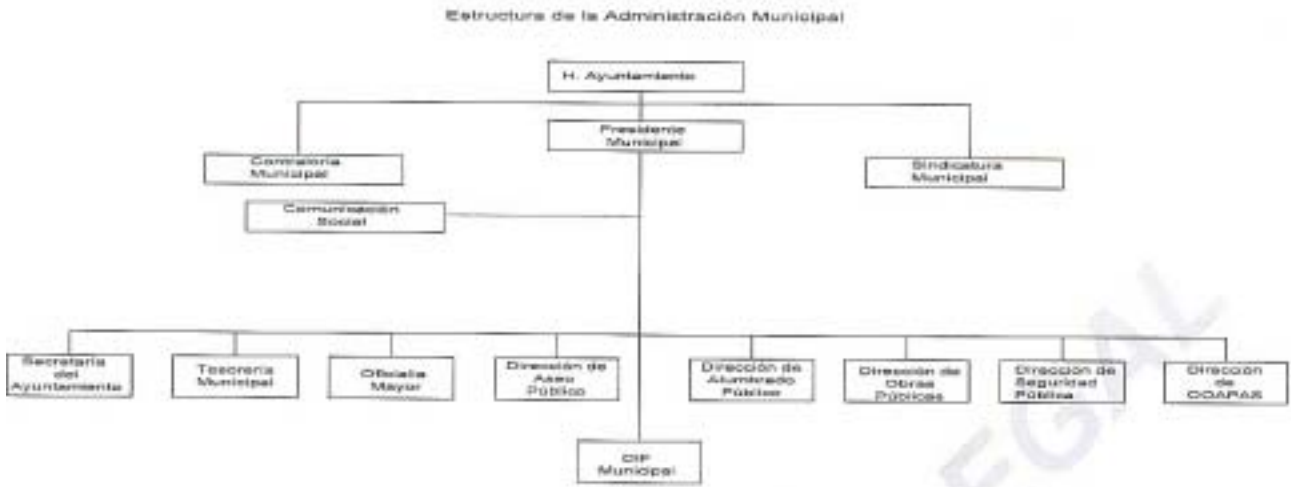 Estructura de la Administración Municipal
H. Ayuntamiento
Presidente
Municipal
Contraloría
Municipal
Sindicatura
Municipal
Comunicación
Social
Secretaría
del
Ayuntamiento
Tesorería
Municipal
Oficialía
Mayor
Dirección de
Aseo
Público
Dirección de
Alumbrado
Público
Dirección de
Obras
Públicas
Dirección de
Seguridad
Pública
Dirección
de
COAPAS
DIF
Municipal